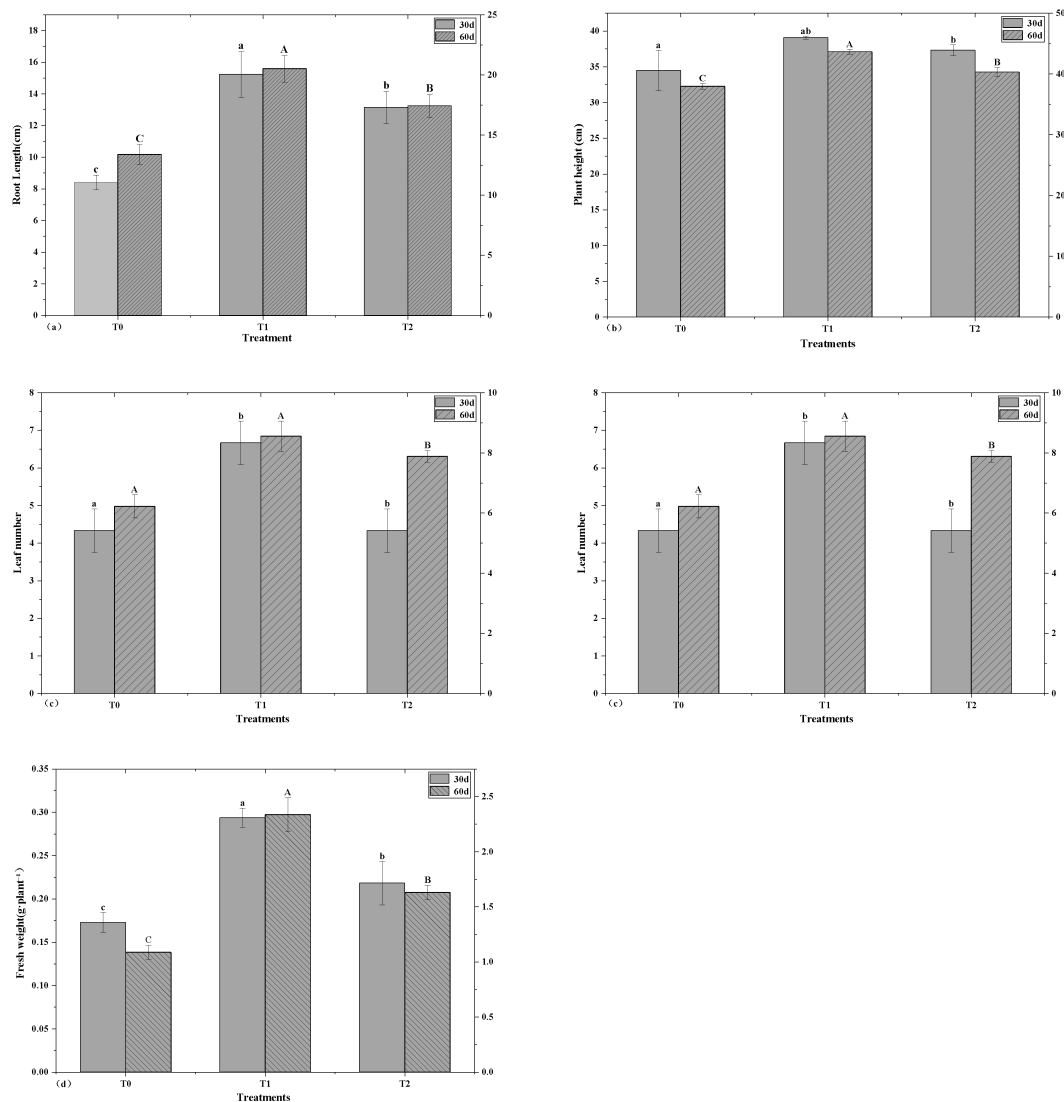 18
16
14
12
10
8
6
4
2
0
Root Length(cm)
25
20
15
10
5
0
30d
60d
c
C
a
A
b
B
(a)
T0
T1
T2
Treatment
40
35
30
25
20
15
10
5
0
Plant height (cm)
50
40
30
20
10
0
30d
60d
a
C
ab
A
b
B
(b)
T0
T1
T2
Treatments
8
7
6
5
4
3
2
1
0
Leaf number
10
8
6
4
2
0
30d
60d
a
A
b
A
b
B
(c)
T0
T1
T2
Treatments
8
7
6
5
4
3
2
1
0
Leaf number
10
8
6
4
2
0
30d
60d
a
A
b
A
b
B
(c)
T0
T1
T2
Treatments
0.35
0.30
0.25
0.20
0.15
0.10
0.05
0.00
Fresh weight(g·plant⁻¹)
2.5
2.0
1.5
1.0
0.5
0.0
30d
60d
c
C
a
A
b
B
(d)
T0
T1
T2
Treatments